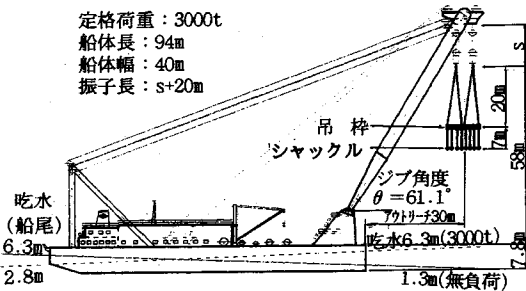 定格荷重：3000t
船体長：94m
船体幅：40m
振子長：s+20m
s
20m
吊　枠
7m
シャックル
58m
ジブ角度
θ=61.1°
アウトリーチ30m
吃水
(船尾)
吃水6.3m(3000t)
6.3m
7.8m
2.8m
1.3m(無負荷)